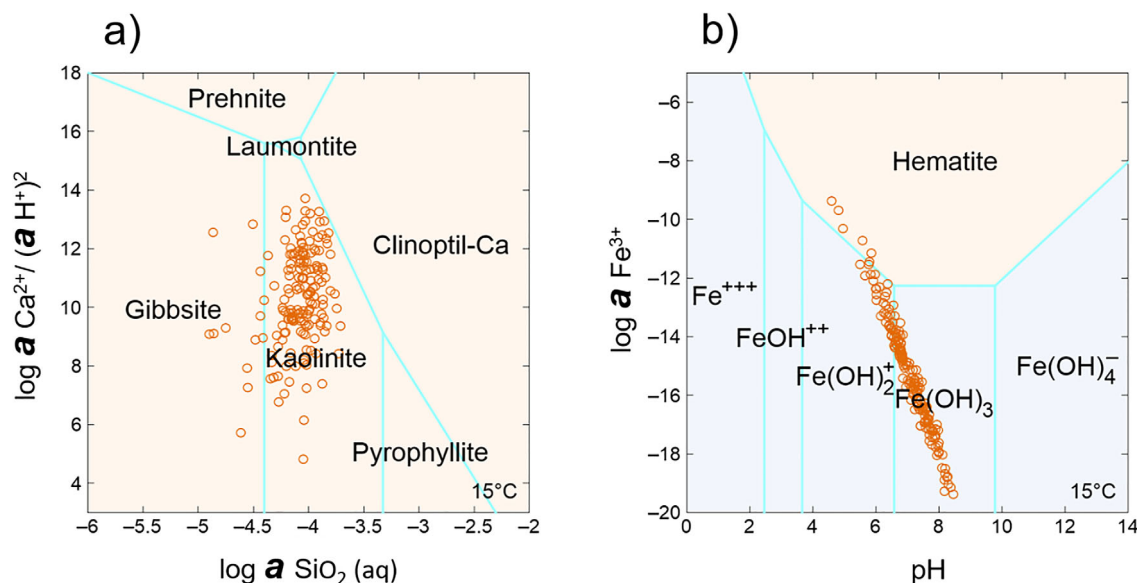 a)
18
16
14
12
10
8
6
4
log a Ca²⁺/ (a H⁺)²
Prehnite
Laumontite
Clinoptil-Ca
Gibbsite
Kaolinite
Pyrophyllite
15°C
−6 −5.5 −5 −4.5 −4 −3.5 −3 −2.5 −2
log a SiO₂ (aq)
b)
−6
−8
−10
−12
−14
−16
−18
−20
log a Fe³⁺
Hematite
Fe⁺⁺⁺
FeOH⁺⁺
Fe(OH)₂⁺
Fe(OH)₃
Fe(OH)₄⁻
15°C
0 2 4 6 8 10 12 14
pH